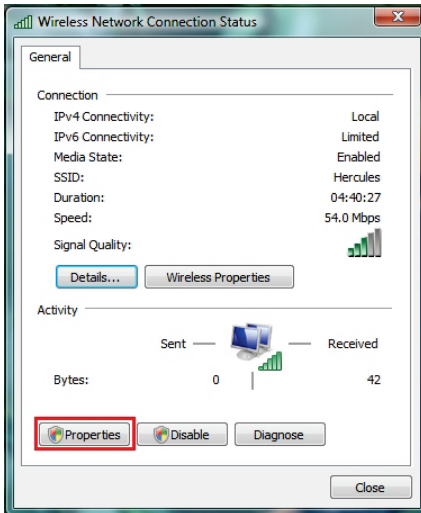 Wireless Network Connection Status
General
Connection
IPv4 Connectivity: Local
IPv6 Connectivity: Limited
Media State: Enabled
SSID: Hercules
Duration: 04:40:27
Speed: 54.0 Mbps
Signal Quality:
Details... Wireless Properties
Activity
Sent Received
Bytes: 0 42
Properties Disable Diagnose
Close